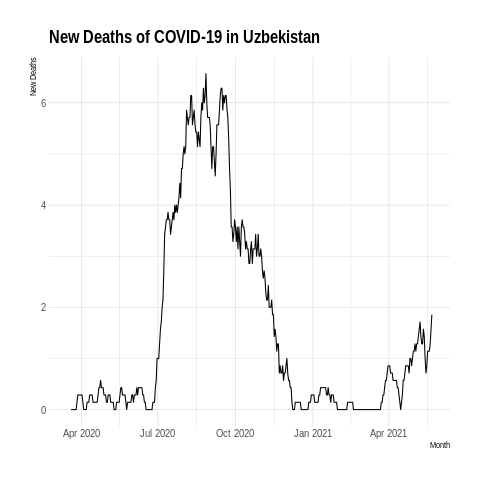 New Deaths of COVID-19 in Uzbekistan
New Deaths
6
4
2
0
Apr 2020 Jul 2020 Oct 2020 Jan 2021 Apr 2021
Month